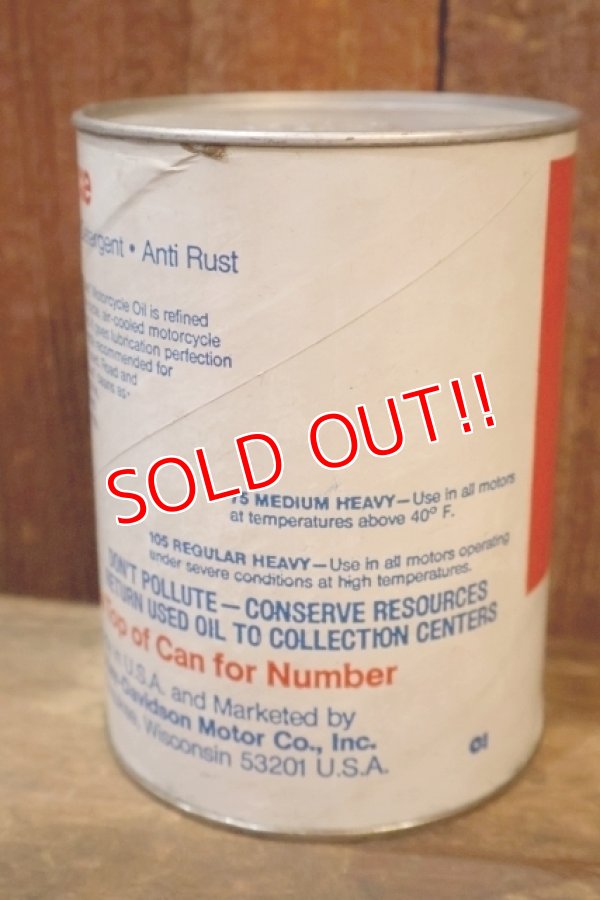 • Anti Rust
Motorcycle Oil is refined
air-cooled motorcycle
lubrication perfection
recommended for
road and
SOLD OUT!!
75 MEDIUM HEAVY—Use in all motors
at temperatures above 40° F.
105 REGULAR HEAVY—Use in all motors operating
under severe conditions at high temperatures.
DON'T POLLUTE—CONSERVE RESOURCES
RETURN USED OIL TO COLLECTION CENTERS
Top of Can for Number
in U.S.A. and Marketed by
Davidson Motor Co., Inc.
Wisconsin 53201 U.S.A.